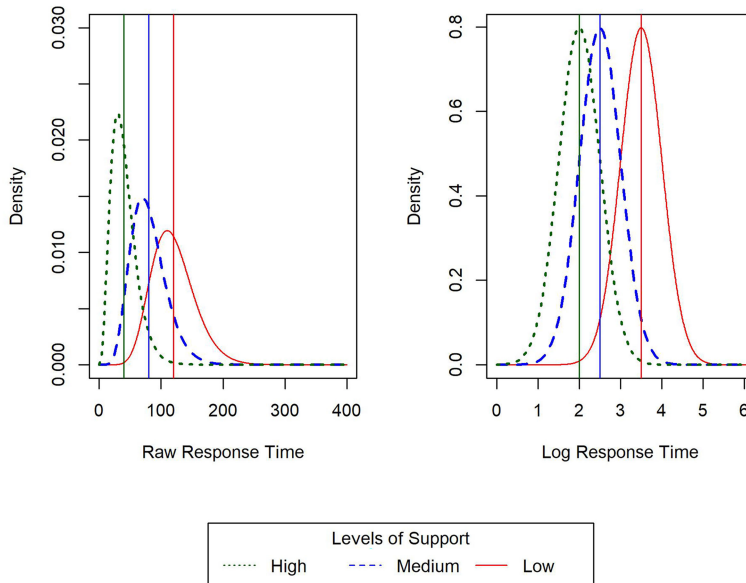 Density
0.000
0.010
0.020
0.030
0 100 200 300 400
Raw Response Time
Density
0.0
0.2
0.4
0.6
0.8
0 1 2 3 4 5 6
Log Response Time
Levels of Support
High Medium Low